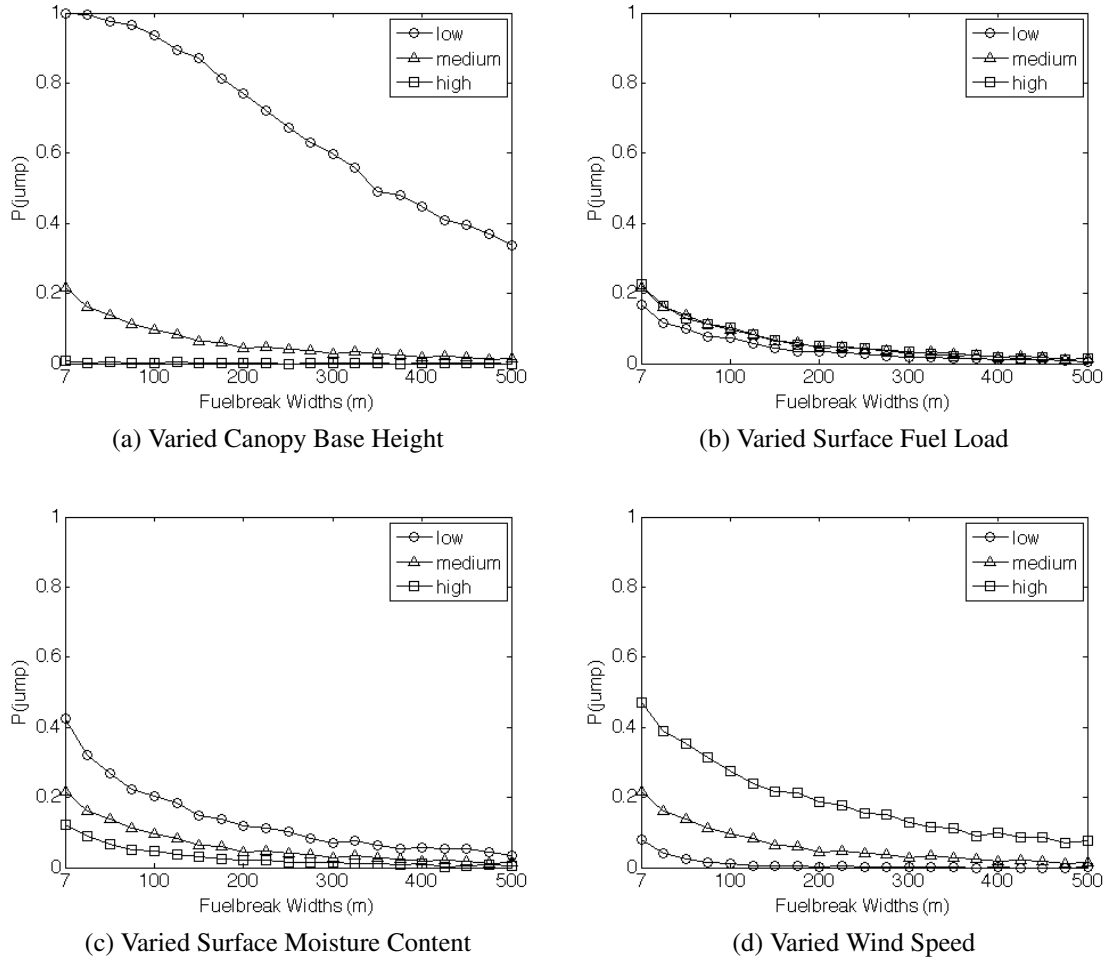 1
0.8
0.6
0.4
0.2
0
P(jump)
7 100 200 300 400 500
Fuelbreak Widths (m)
low
medium
high
(a) Varied Canopy Base Height
1
0.8
0.6
0.4
0.2
0
P(jump)
7 100 200 300 400 500
Fuelbreak Widths (m)
low
medium
high
(b) Varied Surface Fuel Load
1
0.8
0.6
0.4
0.2
0
P(jump)
7 100 200 300 400 500
Fuelbreak Widths (m)
low
medium
high
(c) Varied Surface Moisture Content
1
0.8
0.6
0.4
0.2
0
P(jump)
7 100 200 300 400 500
Fuelbreak Widths (m)
low
medium
high
(d) Varied Wind Speed